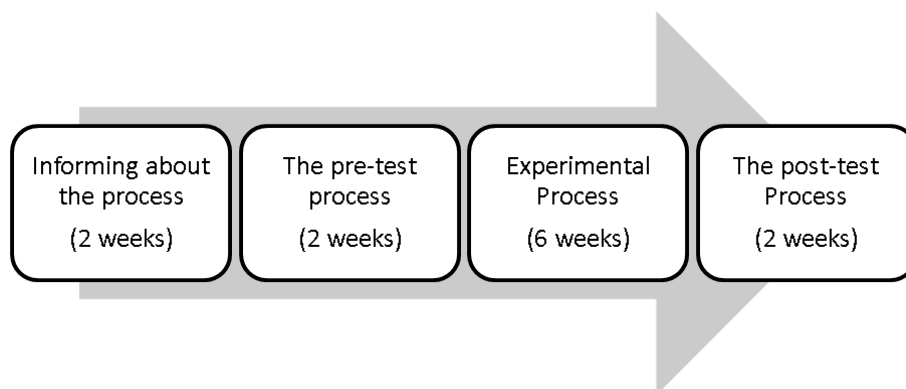 Informing about
the process
(2 weeks)
The pre-test
process
(2 weeks)
Experimental
Process
(6 weeks)
The post-test
Process
(2 weeks)